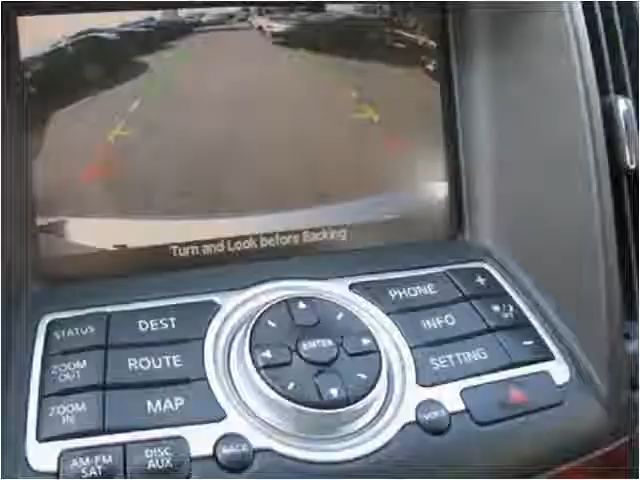 Turn and Look before Backing
STATUS
DEST
ZOOM OUT
ROUTE
ZOOM IN
MAP
AM·FM SAT
DISC AUX
BACK
ENTER
PHONE
+
INFO
SETTING
-
VOICE